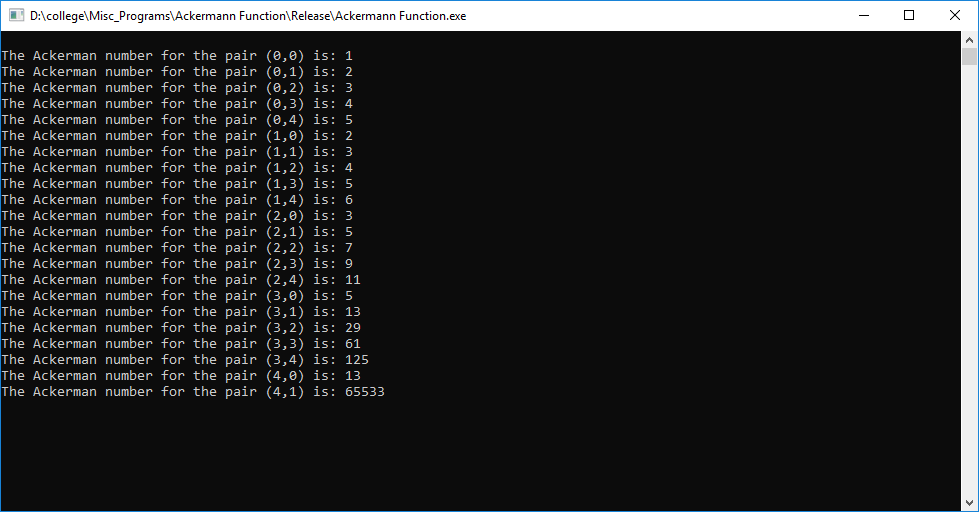 D:\college\Misc_Programs\Ackermann Function\Release\Ackermann Function.exe
The Ackerman number for the pair (0,0) is: 1
The Ackerman number for the pair (0,1) is: 2
The Ackerman number for the pair (0,2) is: 3
The Ackerman number for the pair (0,3) is: 4
The Ackerman number for the pair (0,4) is: 5
The Ackerman number for the pair (1,0) is: 2
The Ackerman number for the pair (1,1) is: 3
The Ackerman number for the pair (1,2) is: 4
The Ackerman number for the pair (1,3) is: 5
The Ackerman number for the pair (1,4) is: 6
The Ackerman number for the pair (2,0) is: 3
The Ackerman number for the pair (2,1) is: 5
The Ackerman number for the pair (2,2) is: 7
The Ackerman number for the pair (2,3) is: 9
The Ackerman number for the pair (2,4) is: 11
The Ackerman number for the pair (3,0) is: 5
The Ackerman number for the pair (3,1) is: 13
The Ackerman number for the pair (3,2) is: 29
The Ackerman number for the pair (3,3) is: 61
The Ackerman number for the pair (3,4) is: 125
The Ackerman number for the pair (4,0) is: 13
The Ackerman number for the pair (4,1) is: 65533